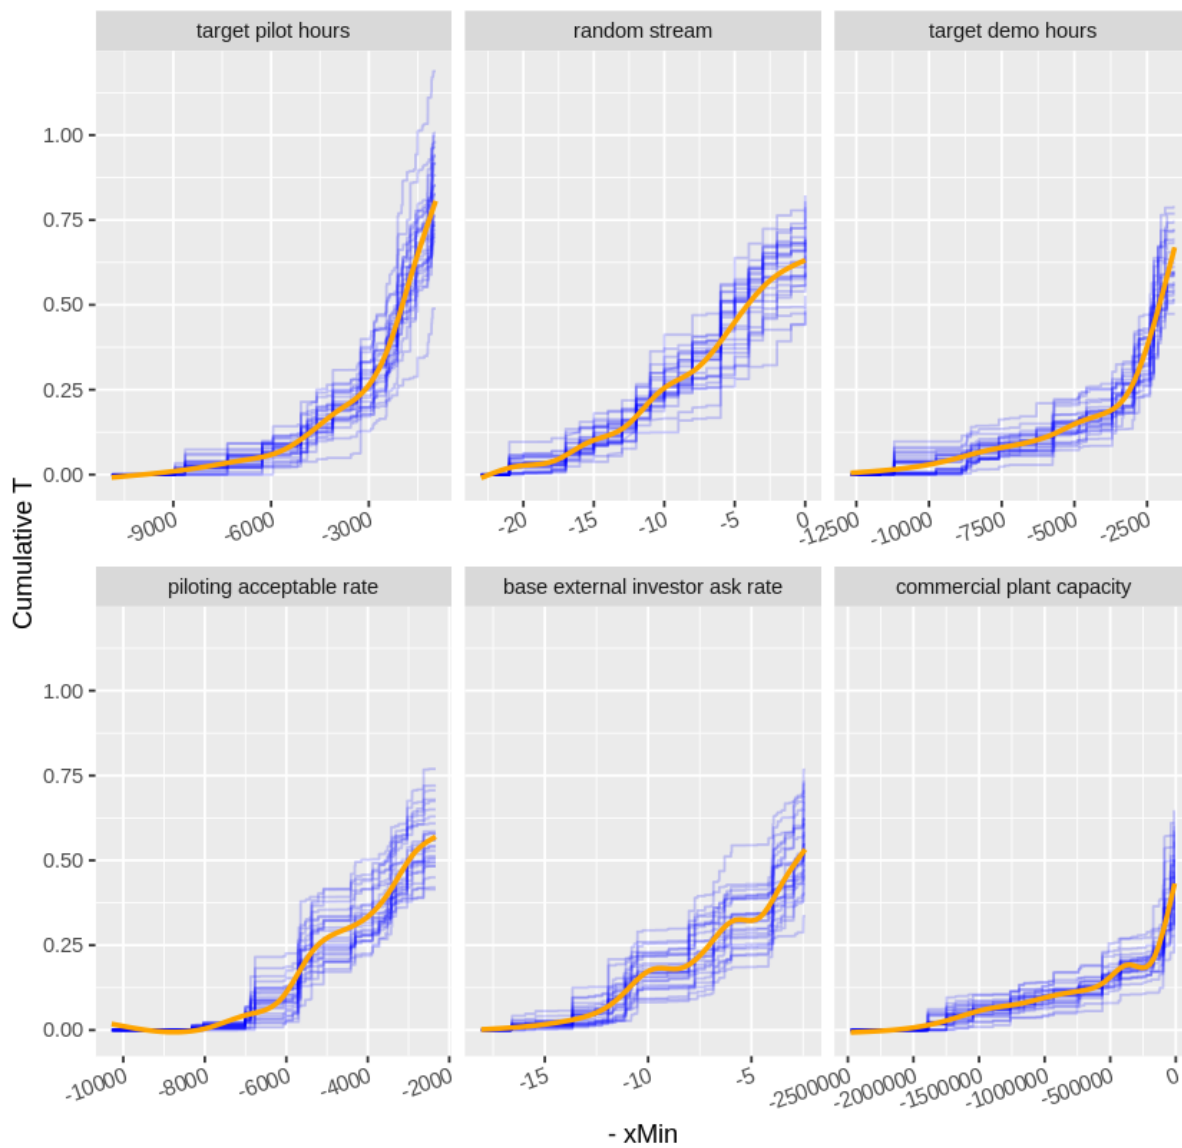 target pilot hours
random stream
target demo hours
1.00
0.75
0.50
0.25
0.00
-9000 -6000 -3000
-20 -15 -10 -5 0
-12500 -10000 -7500 -5000 -2500
Cumulative T
piloting acceptable rate
base external investor ask rate
commercial plant capacity
1.00
0.75
0.50
0.25
0.00
-10000 -8000 -6000 -4000 -2000
-15 -10 -5
-2500000 -2000000 -1500000 -1000000 -500000 0
- xMin